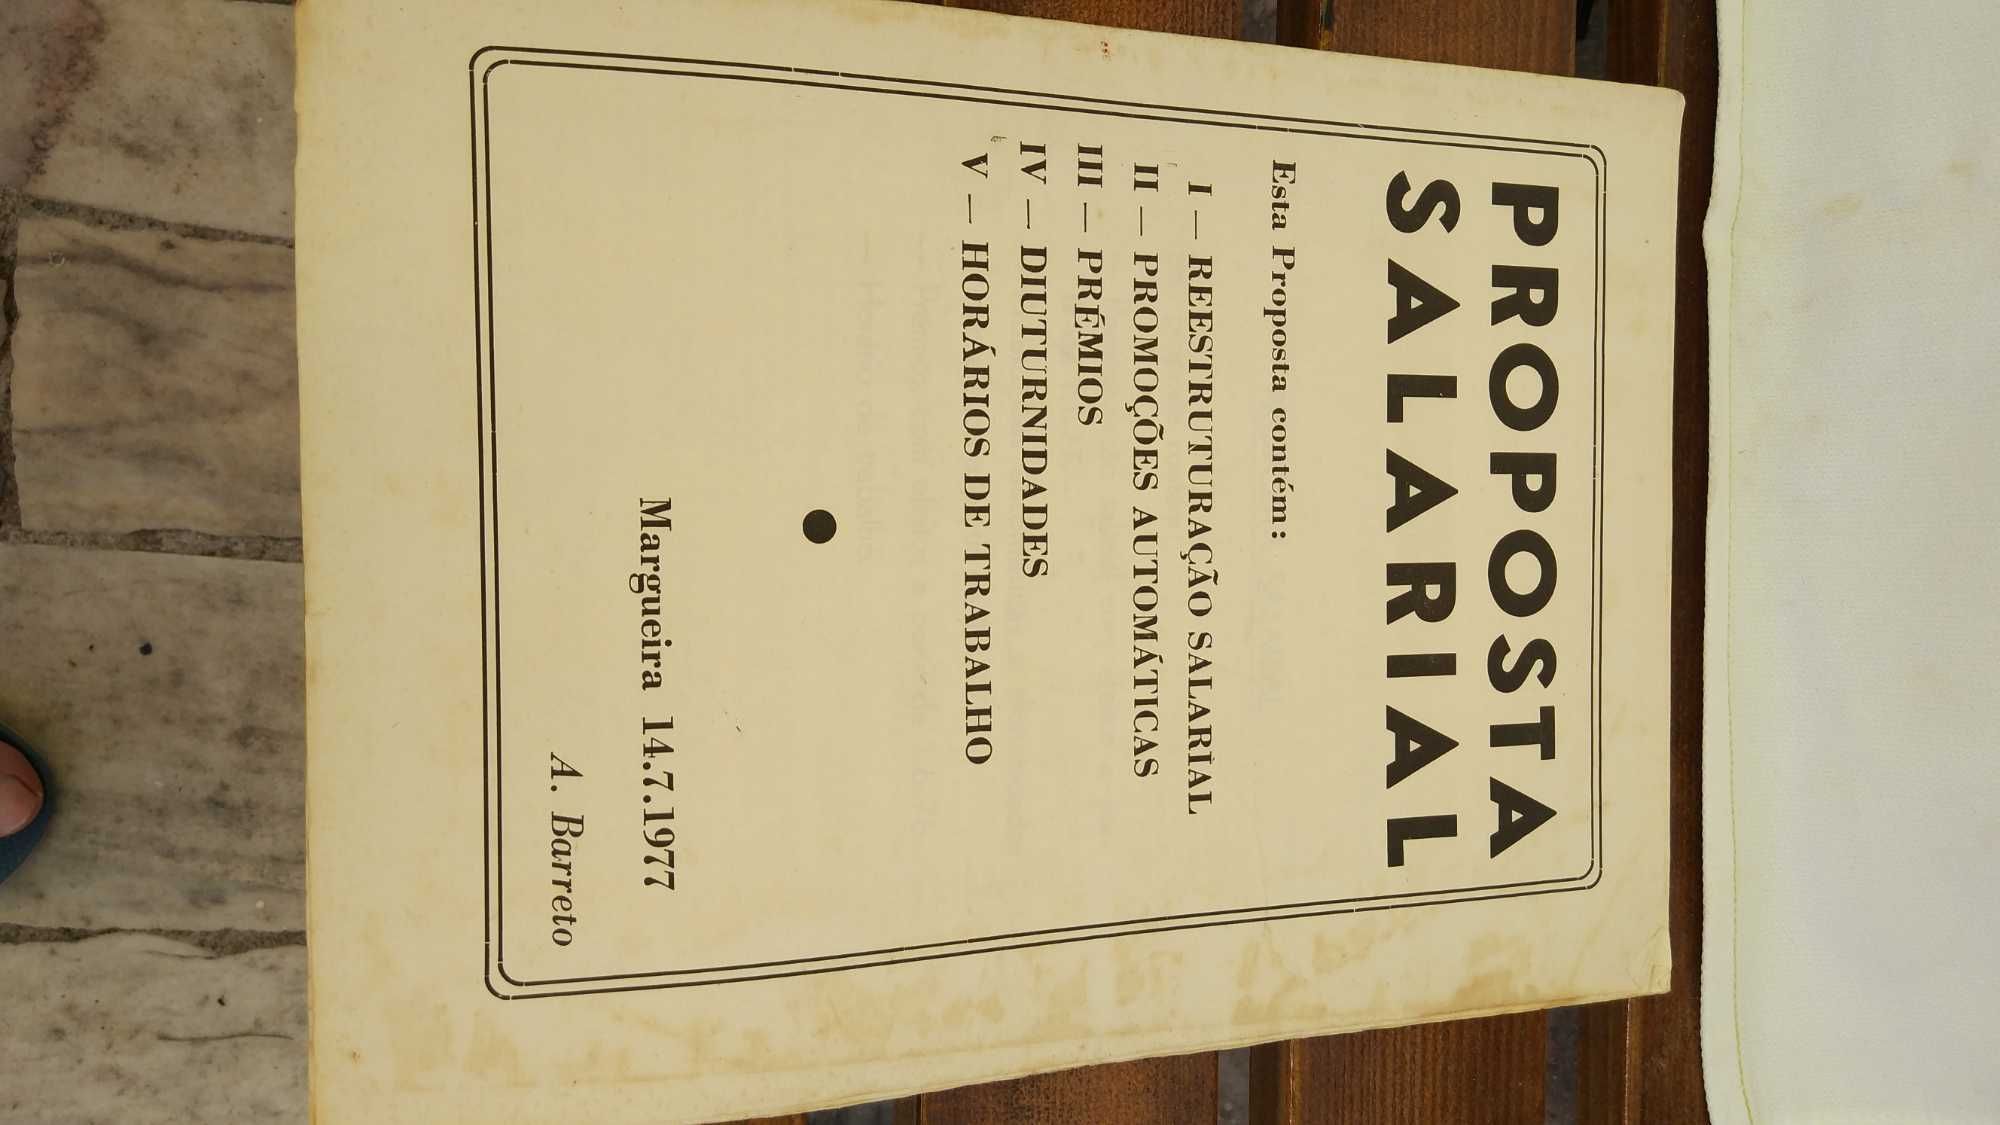 PROPOSTA
SALARIAL
Esta Proposta contém:
I — REESTRUTURAÇÃO SALARIAL
II — PROMOÇÕES AUTOMÁTICAS
III — PRÉMIOS
IV — DIUTURNIDADES
V — HORÁRIOS DE TRABALHO
Margueira 14.7.1977
A. Barreto